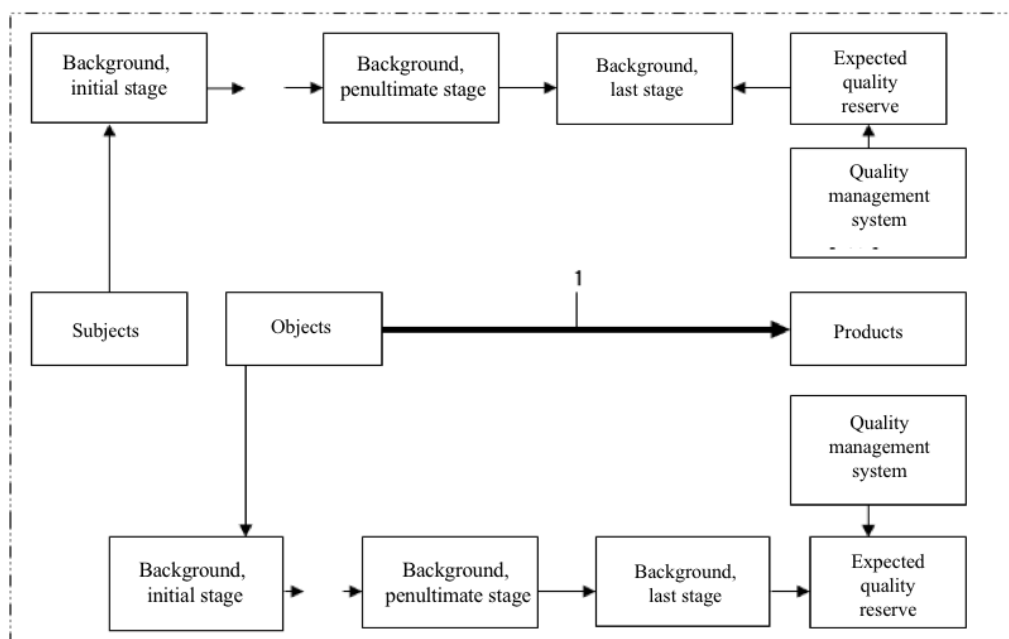 Background,
initial stage
Background,
penultimate stage
Background,
last stage
Expected
quality
reserve
Quality
management
system
1
Subjects
Objects
Products
Quality
management
system
Background,
initial stage
Background,
penultimate stage
Background,
last stage
Expected
quality
reserve